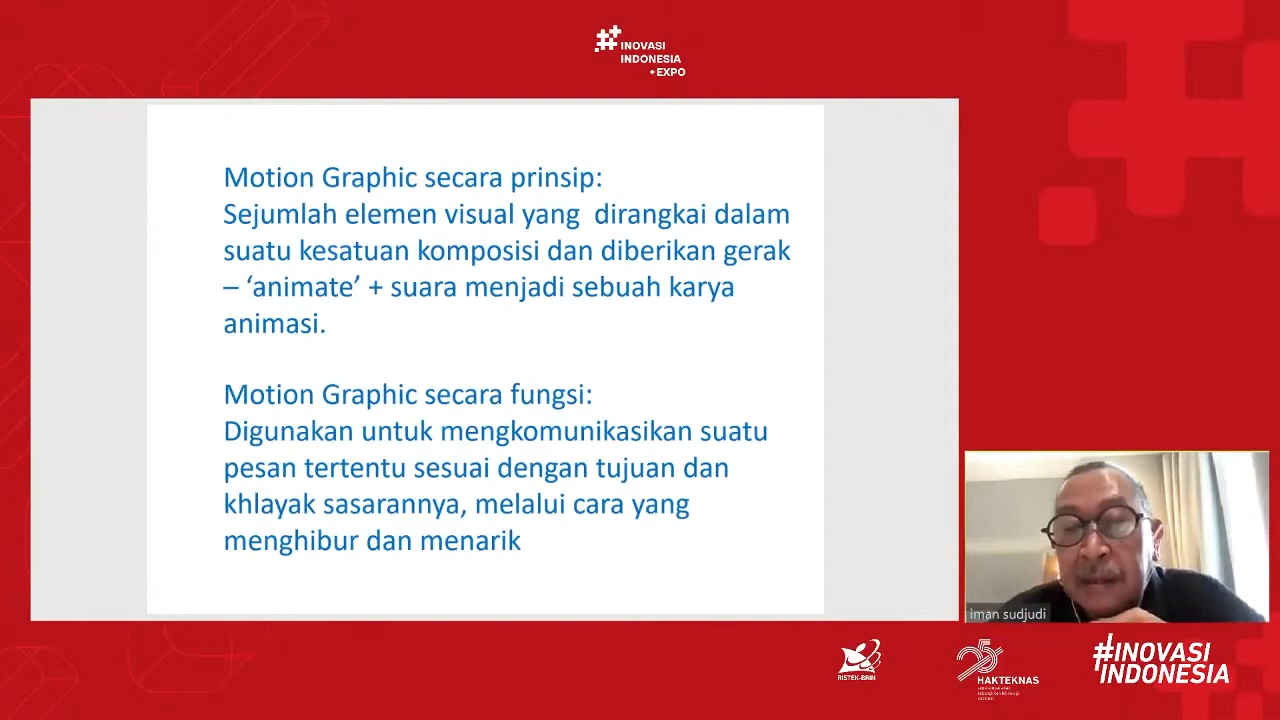 INOVASI
INDONESIA
+EXPO
Motion Graphic secara prinsip:
Sejumlah elemen visual yang  dirangkai dalam
suatu kesatuan komposisi dan diberikan gerak
– ‘animate’ + suara menjadi sebuah karya
animasi.
Motion Graphic secara fungsi:
Digunakan untuk mengkomunikasikan suatu
pesan tertentu sesuai dengan tujuan dan
khlayak sasarannya, melalui cara yang
menghibur dan menarik
iman sudjudi
RISTEK-BRIN
25
HAKTEKNAS
#INOVASI
INDONESIA